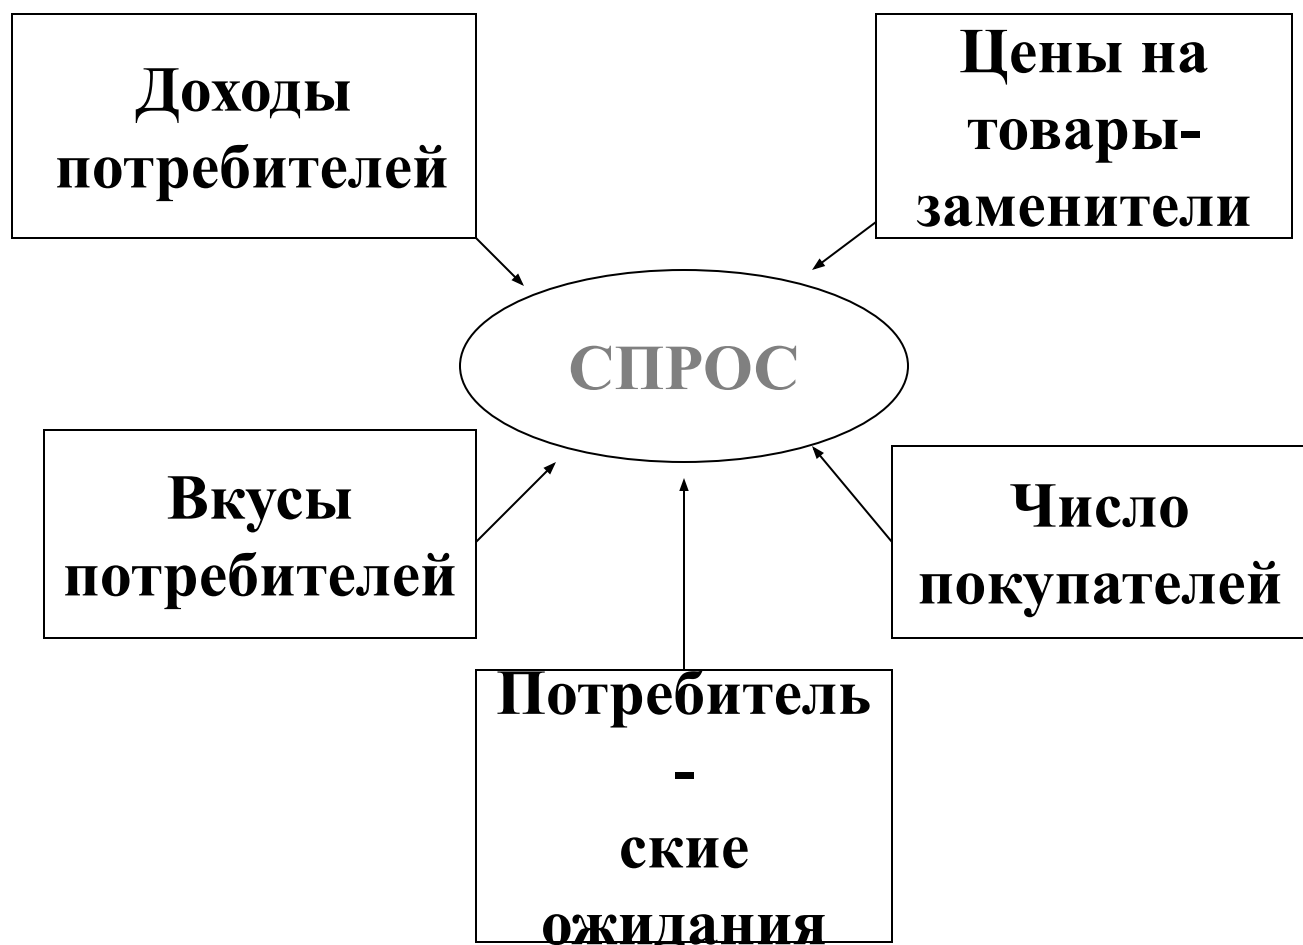 Доходы
потребителей
Цены на
товары-
заменители
СПРОС
Вкусы
потребителей
Число
покупателей
Потребитель
-
ские
ожидания